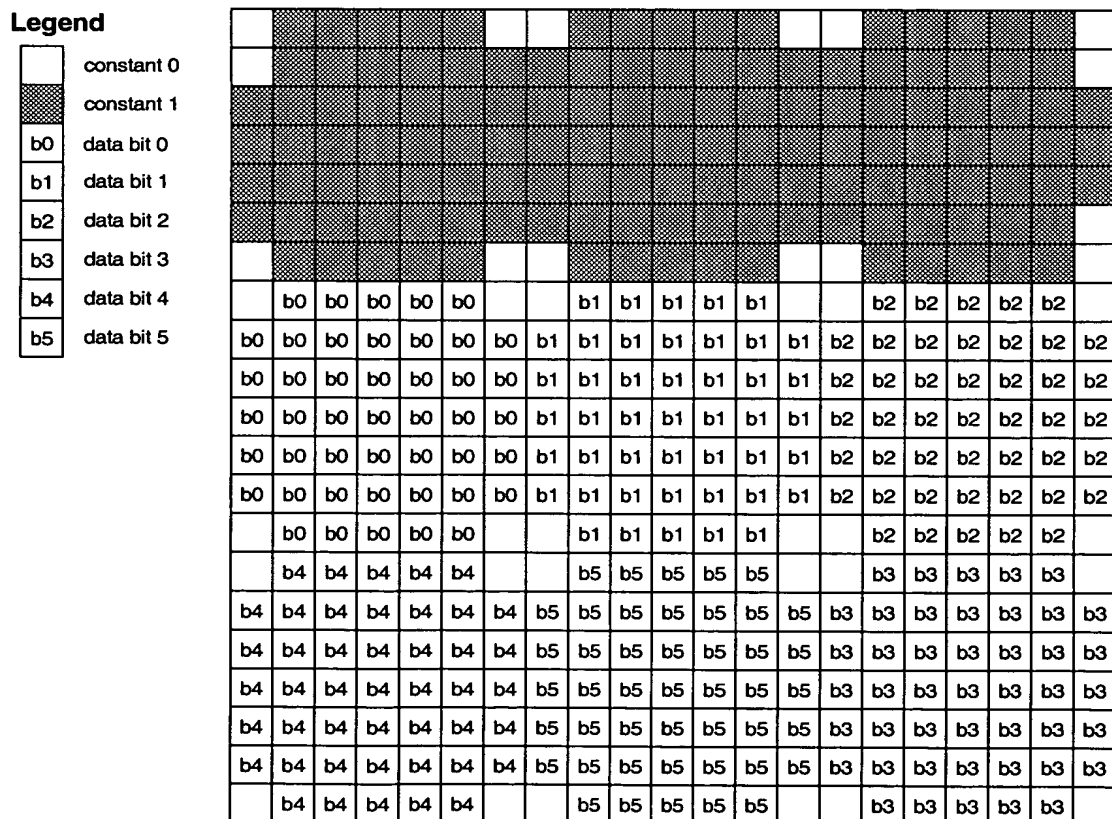 Legend
constant 0
constant 1
b0 data bit 0
b1 data bit 1
b2 data bit 2
b3 data bit 3
b4 data bit 4
b5 data bit 5
b0 b0 b0 b0 b0 b1 b1 b1 b1 b1 b2 b2 b2 b2 b2
b0 b0 b0 b0 b0 b0 b0 b1 b1 b1 b1 b1 b1 b1 b2 b2 b2 b2 b2 b2 b2
b0 b0 b0 b0 b0 b0 b0 b1 b1 b1 b1 b1 b1 b1 b2 b2 b2 b2 b2 b2 b2
b0 b0 b0 b0 b0 b0 b0 b1 b1 b1 b1 b1 b1 b1 b2 b2 b2 b2 b2 b2 b2
b0 b0 b0 b0 b0 b0 b0 b1 b1 b1 b1 b1 b1 b1 b2 b2 b2 b2 b2 b2 b2
b0 b0 b0 b0 b0 b0 b0 b1 b1 b1 b1 b1 b1 b1 b2 b2 b2 b2 b2 b2 b2
b0 b0 b0 b0 b0 b1 b1 b1 b1 b1 b2 b2 b2 b2 b2
b4 b4 b4 b4 b4 b5 b5 b5 b5 b5 b3 b3 b3 b3 b3
b4 b4 b4 b4 b4 b4 b4 b5 b5 b5 b5 b5 b5 b5 b3 b3 b3 b3 b3 b3 b3
b4 b4 b4 b4 b4 b4 b4 b5 b5 b5 b5 b5 b5 b5 b3 b3 b3 b3 b3 b3 b3
b4 b4 b4 b4 b4 b4 b4 b5 b5 b5 b5 b5 b5 b5 b3 b3 b3 b3 b3 b3 b3
b4 b4 b4 b4 b4 b4 b4 b5 b5 b5 b5 b5 b5 b5 b3 b3 b3 b3 b3 b3 b3
b4 b4 b4 b4 b4 b4 b4 b5 b5 b5 b5 b5 b5 b5 b3 b3 b3 b3 b3 b3 b3
b4 b4 b4 b4 b4 b5 b5 b5 b5 b5 b3 b3 b3 b3 b3